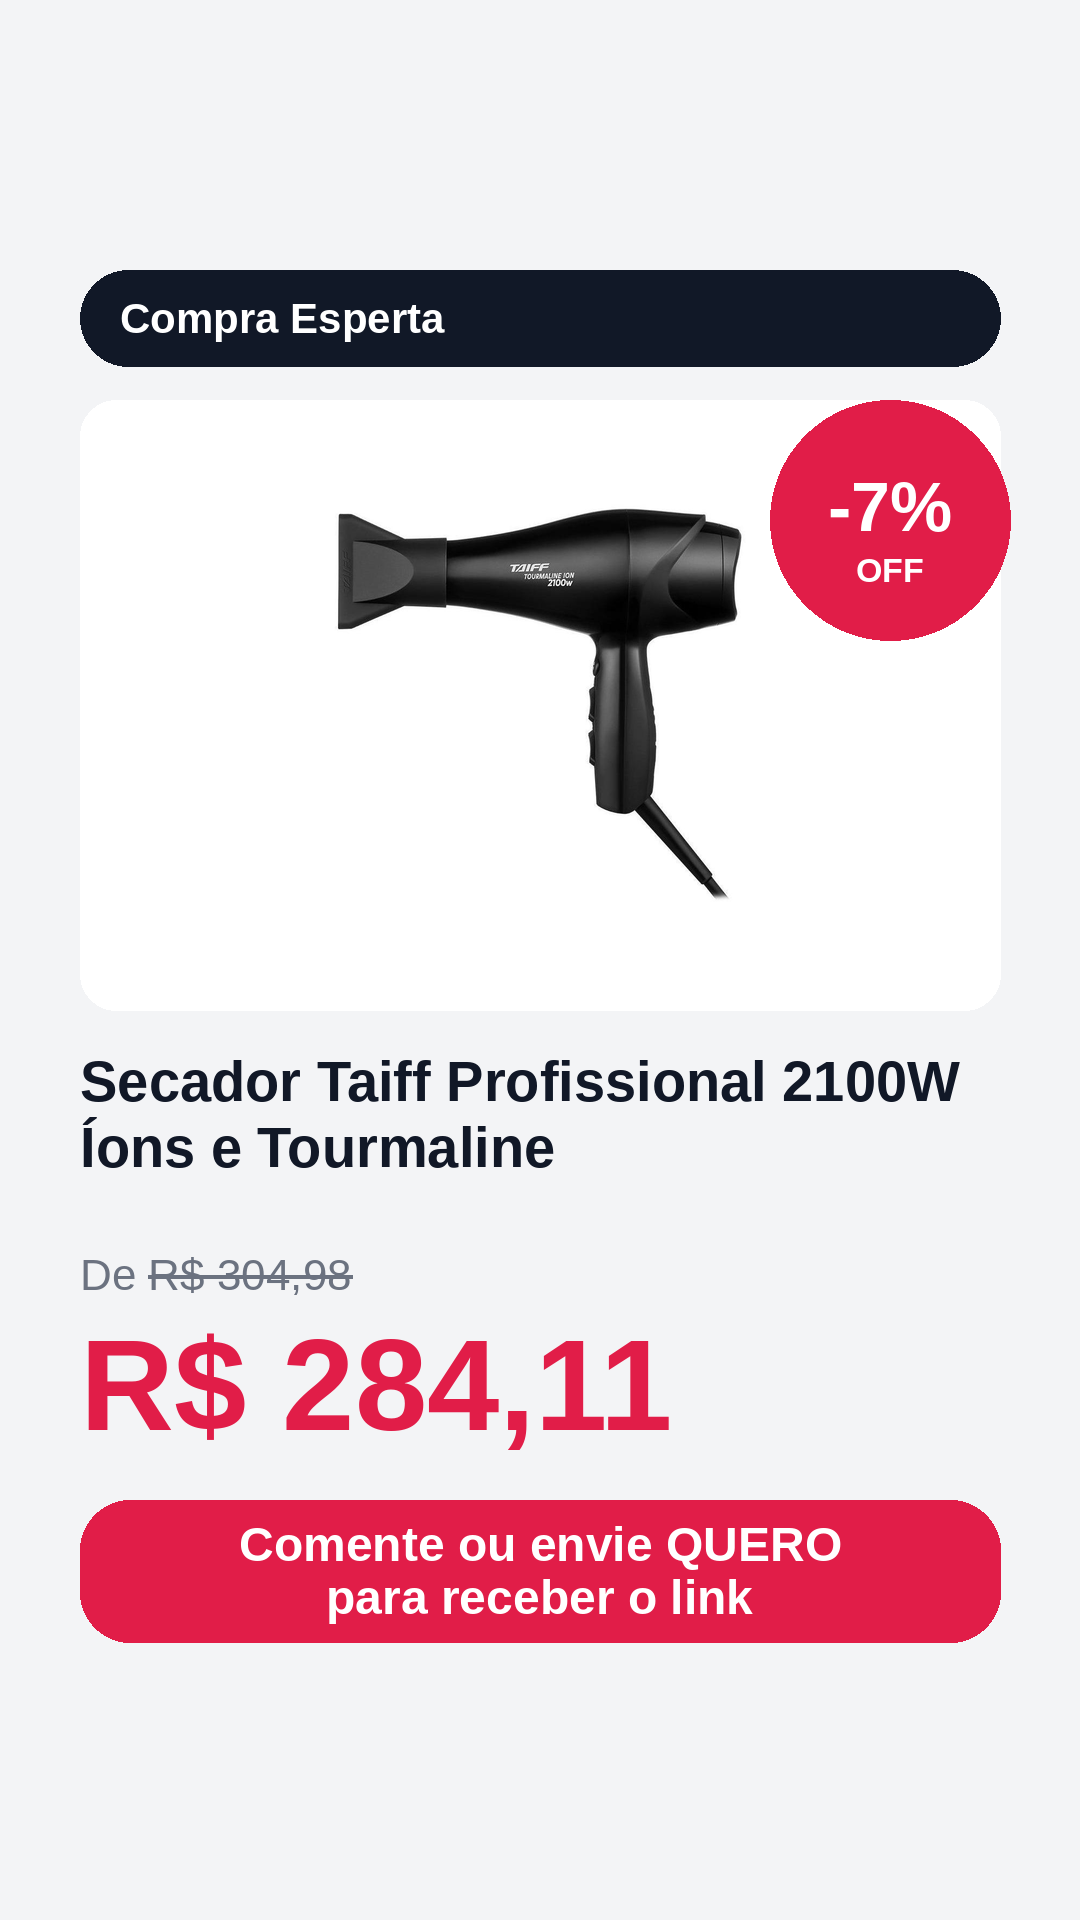 Compra Esperta
-7%
OFF
TAIFF
TOURMALINE ION
2100w
Secador Taiff Profissional 2100W
Íons e Tourmaline
De R$ 304,98
R$ 284,11
Comente ou envie QUERO
para receber o link